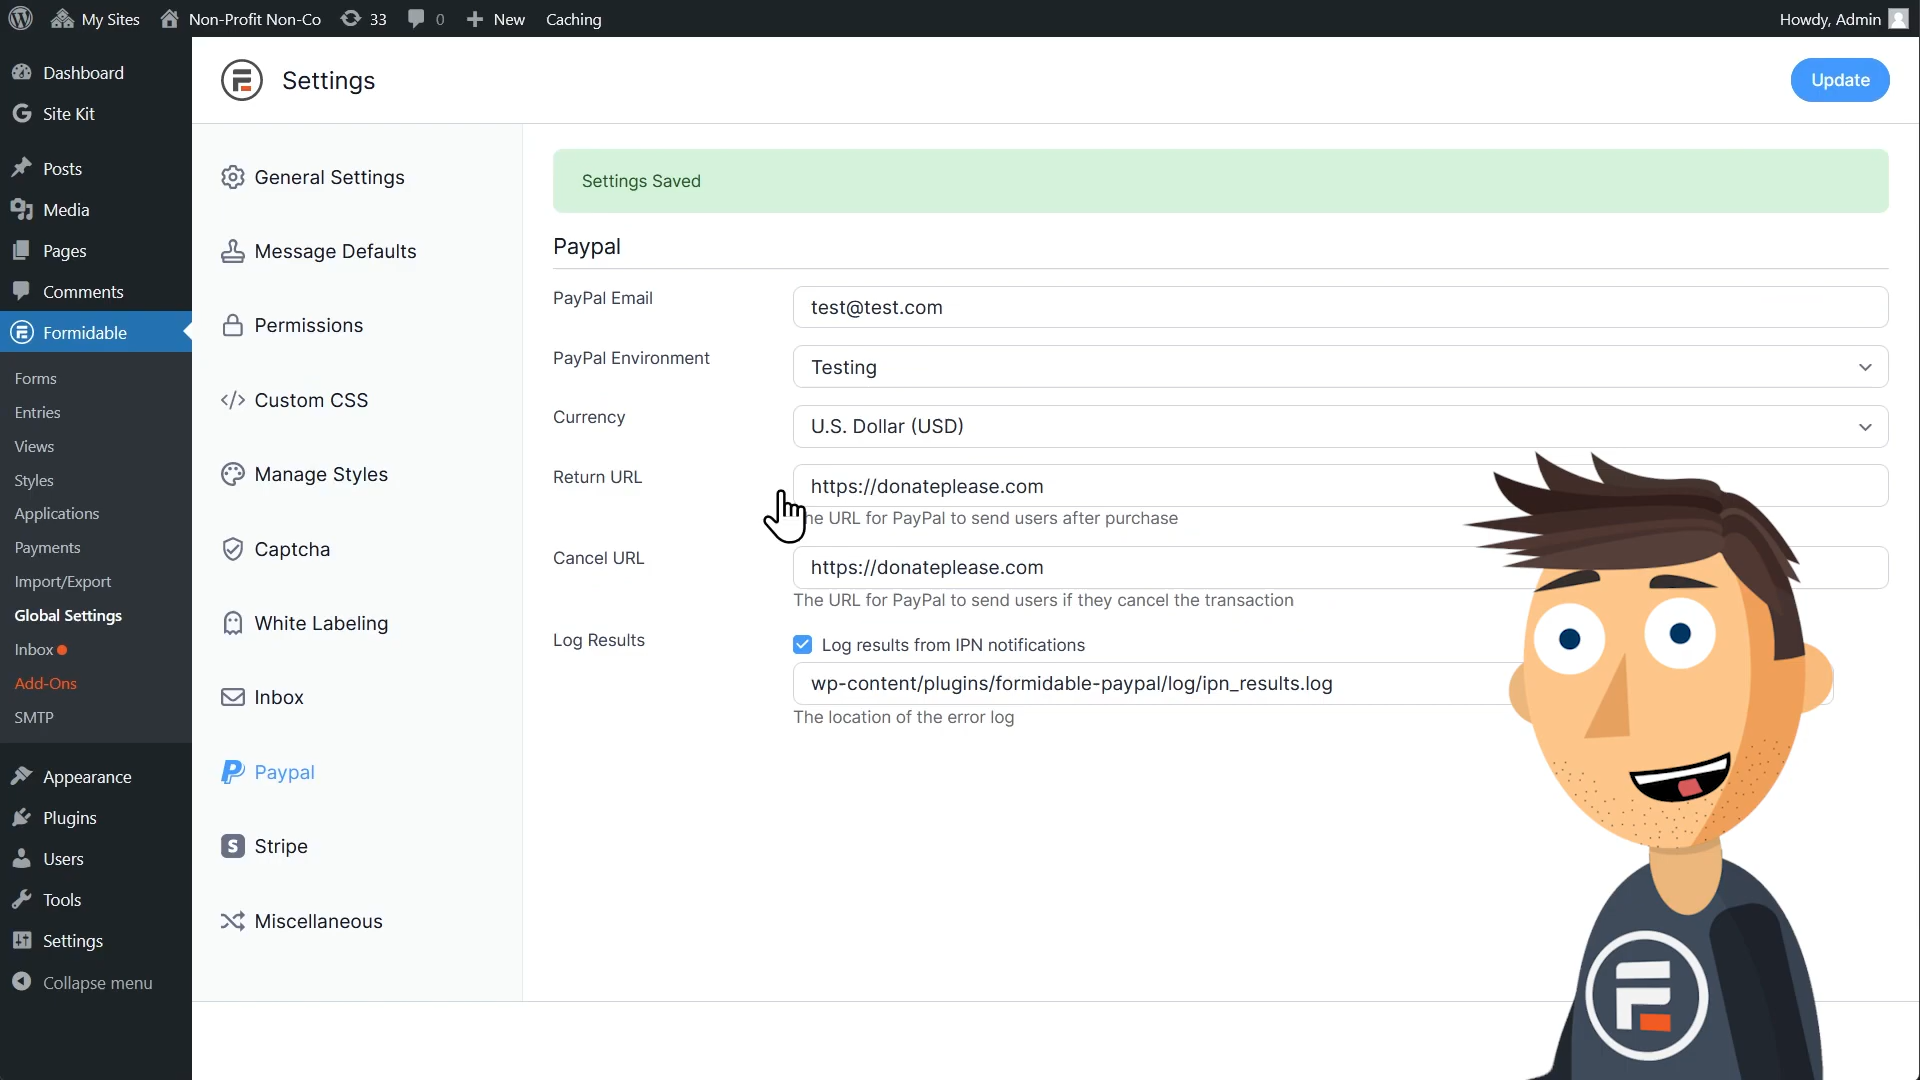 My Sites
Non-Profit Non-Co
33
0
New
Caching
Howdy, Admin
Dashboard
Site Kit
Posts
Media
Pages
Comments
Formidable
Forms
Entries
Views
Styles
Applications
Payments
Import/Export
Global Settings
Inbox
Add-Ons
SMTP
Appearance
Plugins
Users
Tools
Settings
Collapse menu
Settings
Update
General Settings
Message Defaults
Permissions
Custom CSS
Manage Styles
Captcha
White Labeling
Inbox
Paypal
Stripe
Miscellaneous
Settings Saved
Paypal
PayPal Email
test@test.com
PayPal Environment
Testing
Currency
U.S. Dollar (USD)
Return URL
https://donateplease.com
he URL for PayPal to send users after purchase
Cancel URL
https://donateplease.com
The URL for PayPal to send users if they cancel the transaction
Log Results
Log results from IPN notifications
wp-content/plugins/formidable-paypal/log/ipn_results.log
The location of the error log